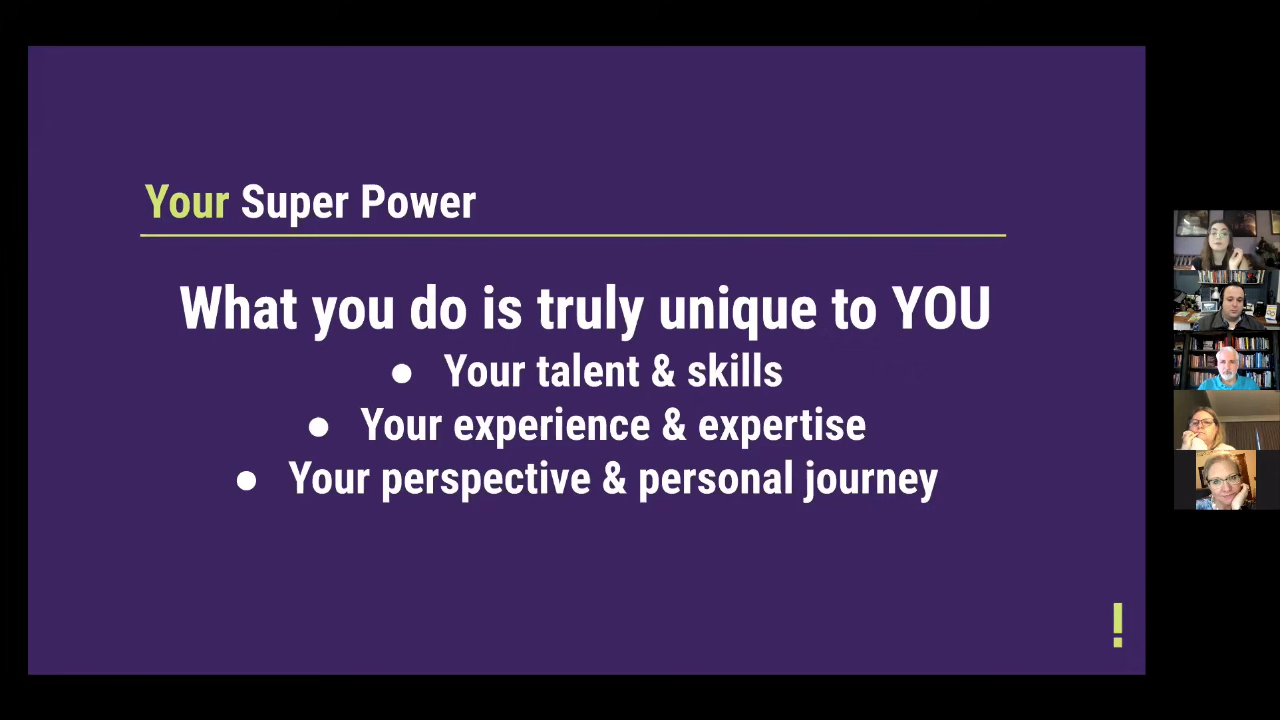 Your Super Power
What you do is truly unique to YOU
● Your talent & skills
● Your experience & expertise
● Your perspective & personal journey
!